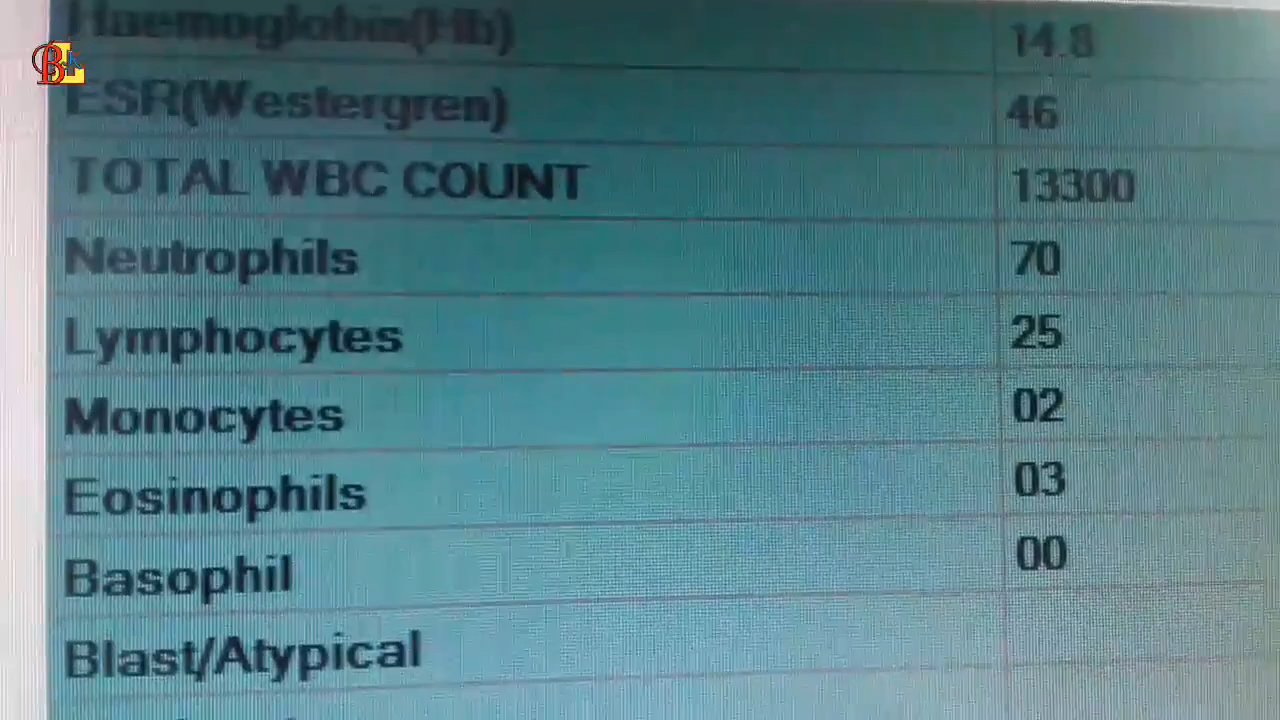 Haemoglobin(Hb) 14.8
ESR(Westergren) 46
TOTAL WBC COUNT 13300
Neutrophils 70
Lymphocytes 25
Monocytes 02
Eosinophils 03
Basophil 00
Blast/Atypical